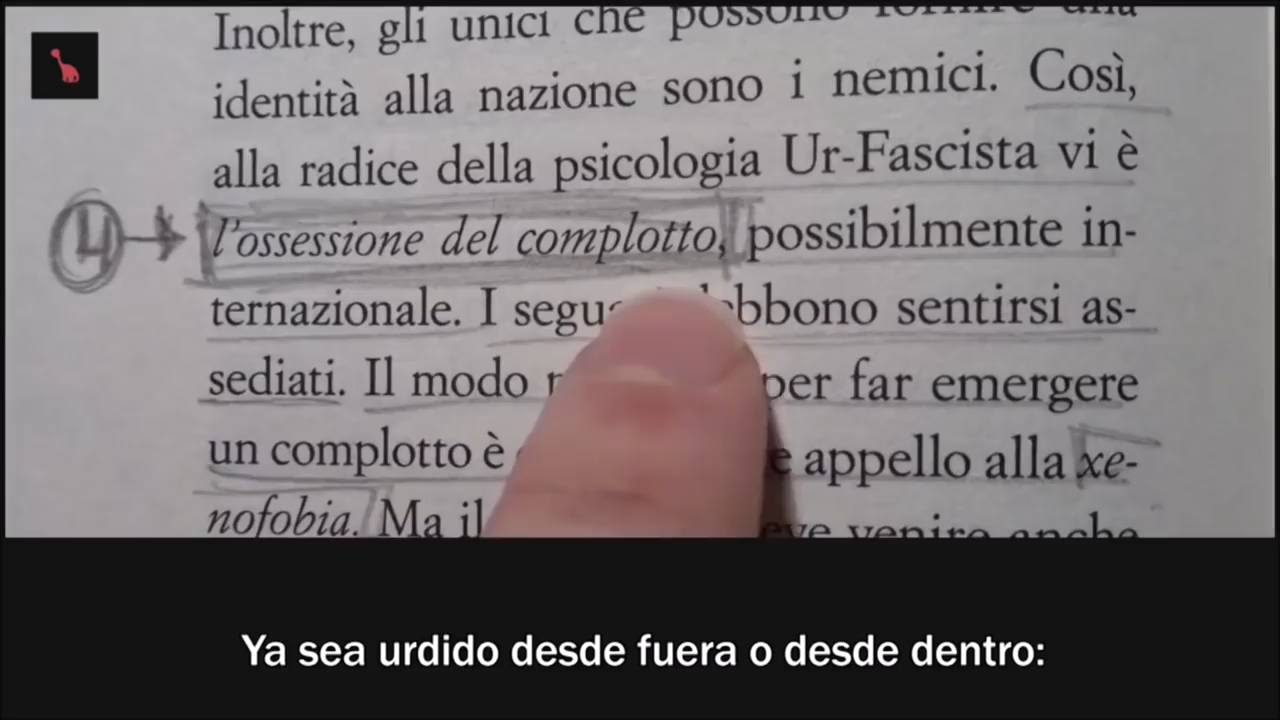 Inoltre, gli unici che possono fornire una
identità alla nazione sono i nemici. Così,
alla radice della psicologia Ur-Fascista vi è
4 l'ossessione del complotto, possibilmente in-
ternazionale. I debbono sentirsi as-
sediati. Il modo per far emergere
un complotto è appello alla xe-
nofobia. Ma il venire anche
Ya sea urdido desde fuera o desde dentro: